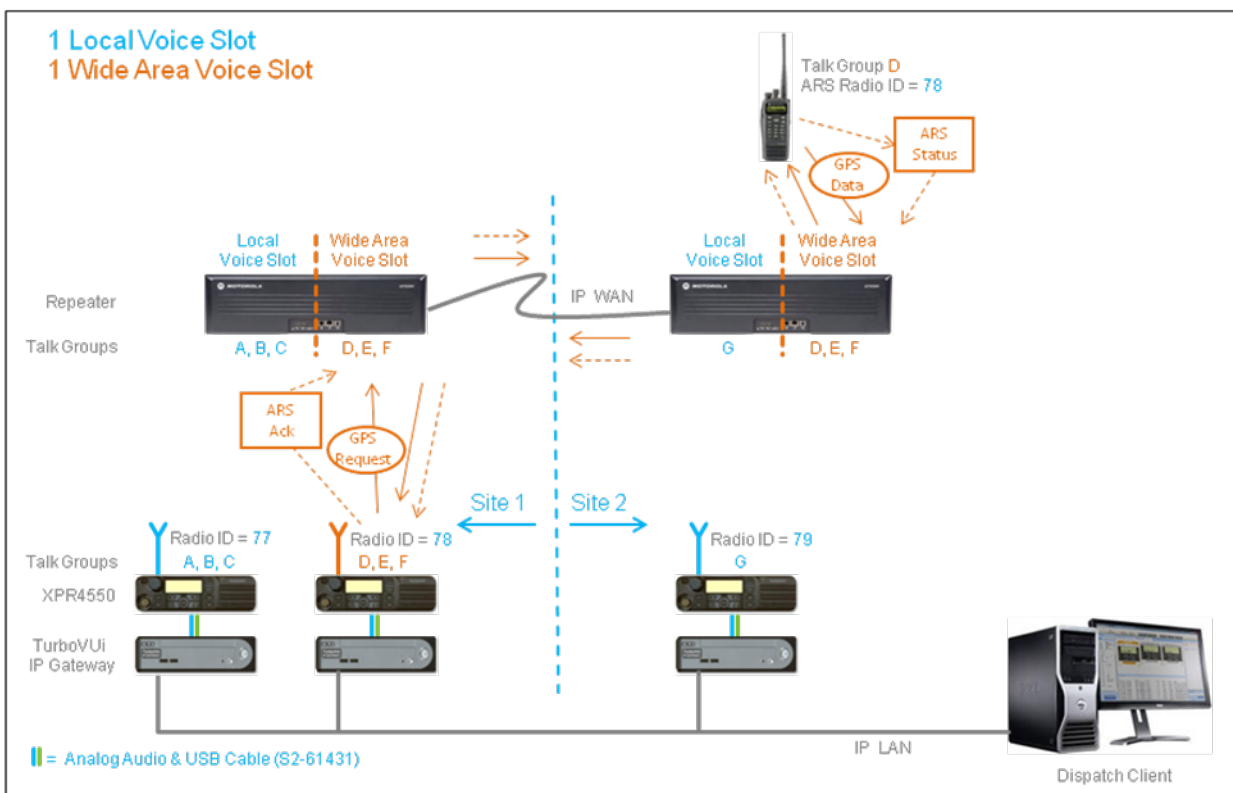 1 Local Voice Slot
1 Wide Area Voice Slot
Talk Group D
ARS Radio ID = 78
ARS
Status
GPS
Data
Local
Voice Slot
Wide Area
Voice Slot
Local
Voice Slot
Wide Area
Voice Slot
Repeater
MOTOROLA
IP WAN
MOTOROLA
Talk Groups
A, B, C
D, E, F
G
D, E, F
ARS
Ack
GPS
Request
Site 1
Site 2
Radio ID = 77
Radio ID = 78
Radio ID = 79
Talk Groups
A, B, C
D, E, F
G
XPR4550
TurboVUi
IP Gateway
IP LAN
= Analog Audio & USB Cable (S2-61431)
Dispatch Client